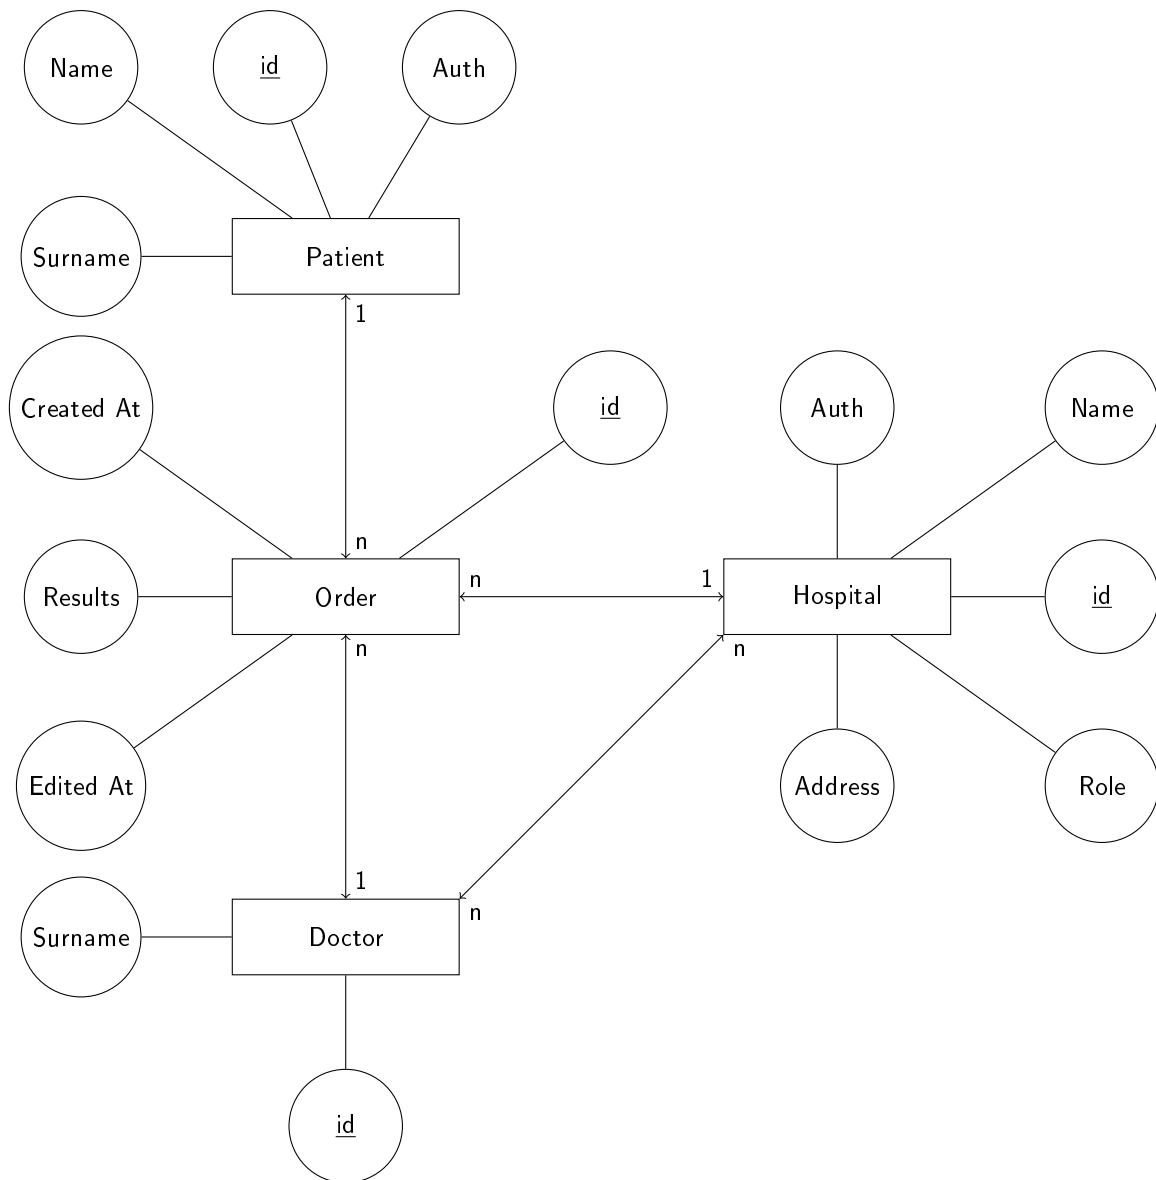 Name
id
Auth
Surname
Patient
1
Created At
id
Auth
Name
n
n
1
Results
Order
Hospital
id
n
n
Edited At
Address
Role
1
n
Surname
Doctor
id